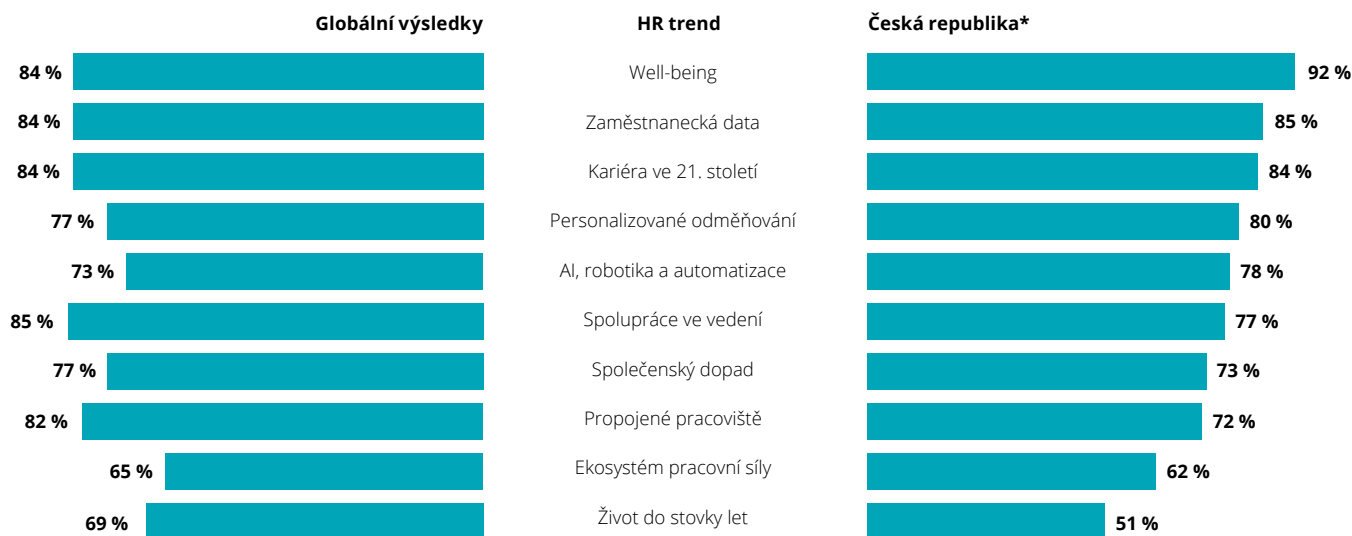 Globální výsledky HR trend Česká republika*
84 % Well-being 92 %
84 % Zaměstnanecká data 85 %
84 % Kariéra ve 21. století 84 %
77 % Personalizované odměňování 80 %
73 % AI, robotika a automatizace 78 %
85 % Spolupráce ve vedení 77 %
77 % Společenský dopad 73 %
82 % Propojené pracoviště 72 %
65 % Ekosystém pracovní síly 62 %
69 % Život do stovky let 51 %